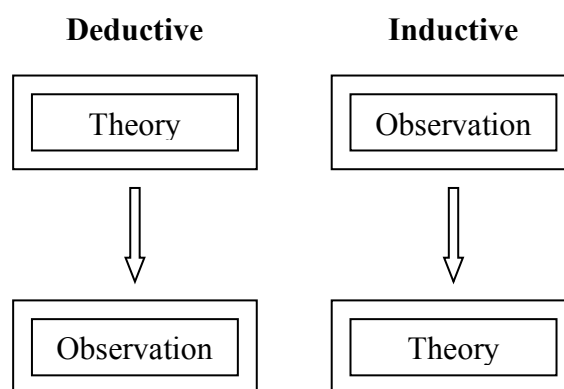 Deductive
Inductive
Theory
Observation
Observation
Theory